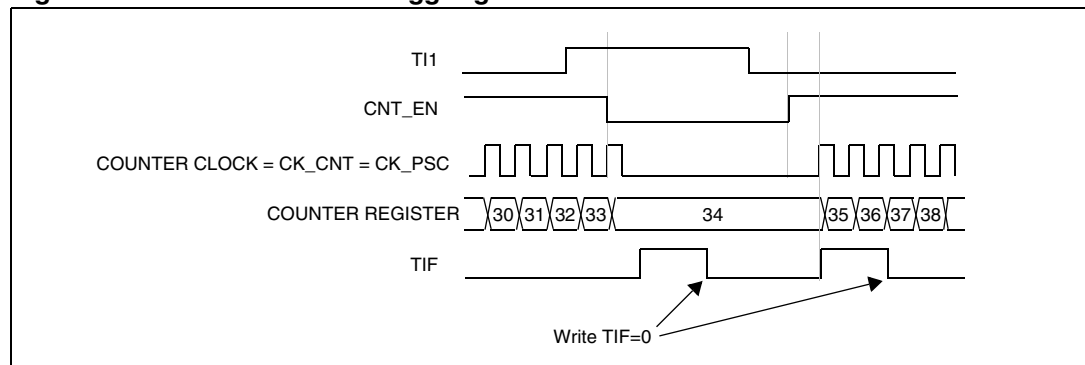 TI1
CNT_EN
COUNTER CLOCK = CK_CNT = CK_PSC
COUNTER REGISTER 30 31 32 33 34 35 36 37 38
TIF
Write TIF=0